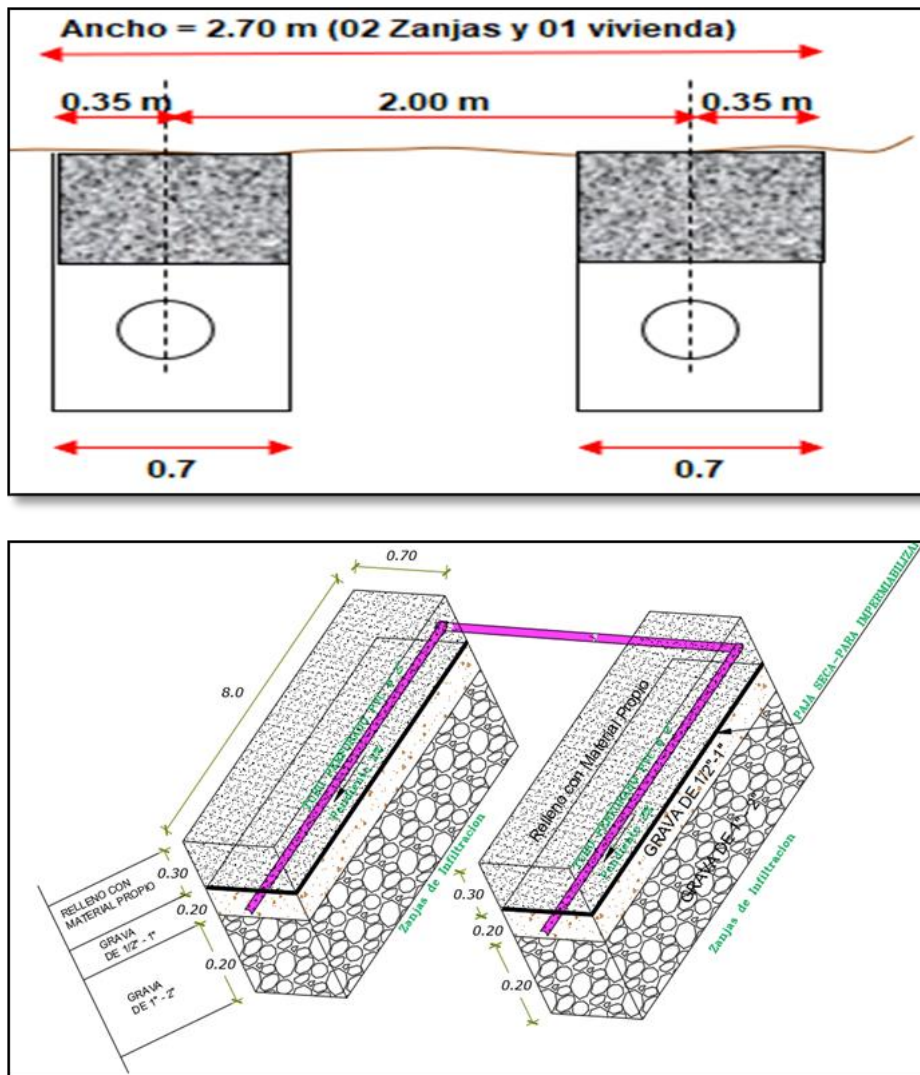 Ancho = 2.70 m (02 Zanjas y 01 vivienda)
0.35 m
2.00 m
0.35 m
0.7
0.7
0.70
8.0
PAJA SECA-PARA IMPERMIABILIZAR
Relleno con Material Propio
Pendiente
Pendiente
GRAVA DE 1/2"-1"
GRAVA DE 1"-2"
Zanjas de Infiltracion
Zanjas de Infiltracion
0.30
0.20
0.20
0.30
0.20
0.20
RELLENO CON
MATERIAL PROPIO
GRAVA
DE 1/2"-1"
GRAVA
DE 1"-2"